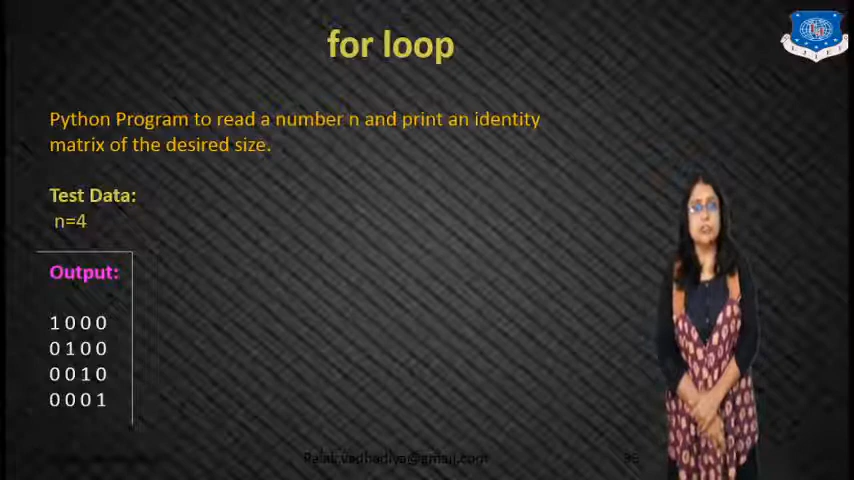 for loop
Python Program to read a number n and print an identity
matrix of the desired size.
Test Data:
n=4
Output:
1 0 0 0
0 1 0 0
0 0 1 0
0 0 0 1